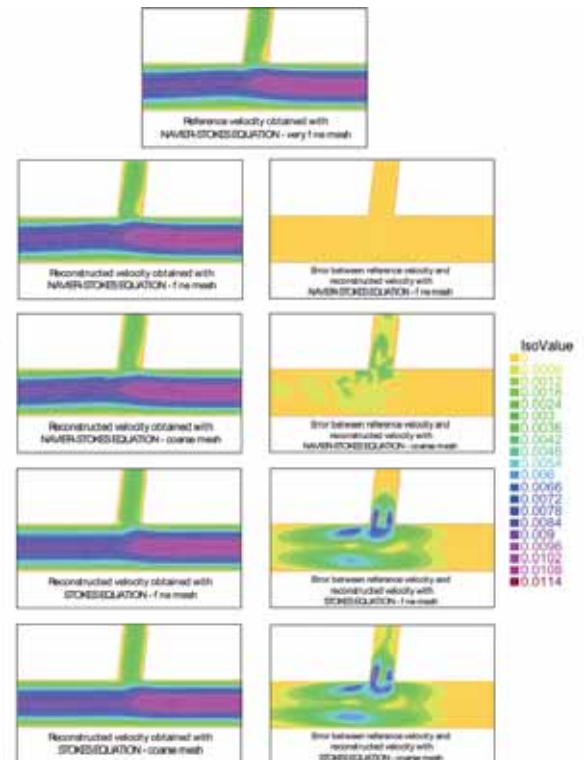 Reference velocity obtained with
NAVIER-STOKES EQUATION - very f ne mesh
Reconstructed velocity obtained with
NAVIER-STOKES EQUATION - f ne mesh
Error between reference velocity and
reconstructed velocity with
NAVIER-STOKES EQUATION - f ne mesh
Reconstructed velocity obtained with
NAVIER-STOKES EQUATION - coarse mesh
Error between reference velocity and
reconstructed velocity with
NAVIER-STOKES EQUATION - coarse mesh
Reconstructed velocity obtained with
STOKES EQUATION - f ne mesh
Error between reference velocity and
reconstructed velocity with
STOKES EQUATION - f ne mesh
Reconstructed velocity obtained with
STOKES EQUATION - coarse mesh
Error between reference velocity and
reconstructed velocity with
STOKES EQUATION - coarse mesh
IsoValue
0
0.0006
0.0012
0.0018
0.0024
0.003
0.0036
0.0042
0.0048
0.0054
0.006
0.0066
0.0072
0.0078
0.0084
0.009
0.0096
0.0102
0.0108
0.0114